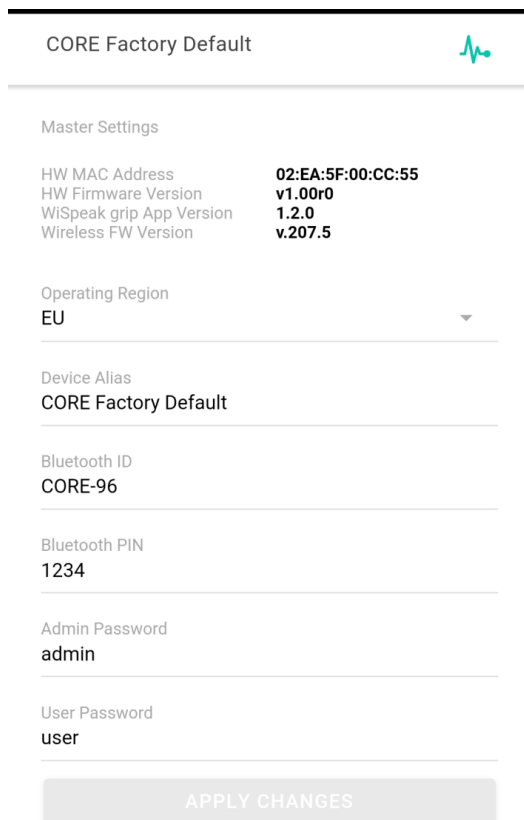 CORE Factory Default
Master Settings
HW MAC Address 02:EA:5F:00:CC:55
HW Firmware Version v1.00r0
WiSpeak grip App Version 1.2.0
Wireless FW Version v.207.5
Operating Region
EU
Device Alias
CORE Factory Default
Bluetooth ID
CORE-96
Bluetooth PIN
1234
Admin Password
admin
User Password
user
APPLY CHANGES